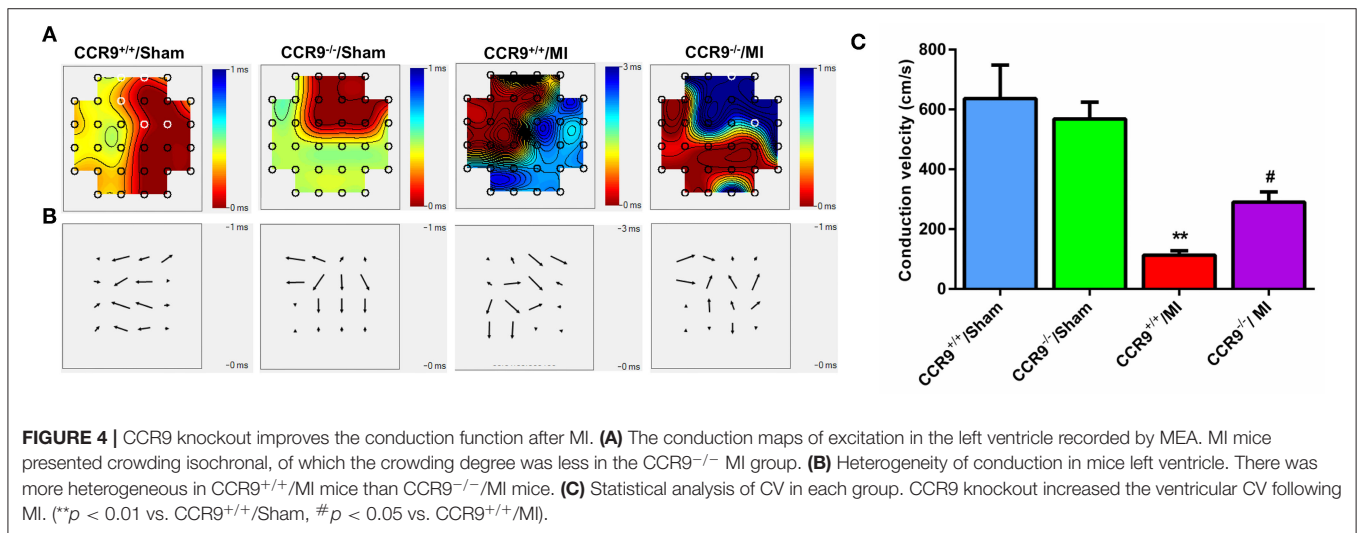 A
CCR9+/+/Sham
CCR9-/-/Sham
CCR9+/+/MI
CCR9-/-/MI
1 ms
1 ms
3 ms
1 ms
0 ms
0 ms
0 ms
0 ms
B
1 ms
1 ms
3 ms
1 ms
0 ms
0 ms
0 ms
0 ms
C
Conduction velocity (cm/s)
800
600
400
200
0
**
#
CCR9+/+/Sham
CCR9-/-/Sham
CCR9+/+/MI
CCR9-/-/ MI
FIGURE 4 | CCR9 knockout improves the conduction function after MI. (A) The conduction maps of excitation in the left ventricle recorded by MEA. MI mice
presented crowding isochronal, of which the crowding degree was less in the CCR9−/− MI group. (B) Heterogeneity of conduction in mice left ventricle. There was
more heterogeneous in CCR9+/+/MI mice than CCR9−/−/MI mice. (C) Statistical analysis of CV in each group. CCR9 knockout increased the ventricular CV following
MI. (**p < 0.01 vs. CCR9+/+/Sham, #p < 0.05 vs. CCR9+/+/MI).